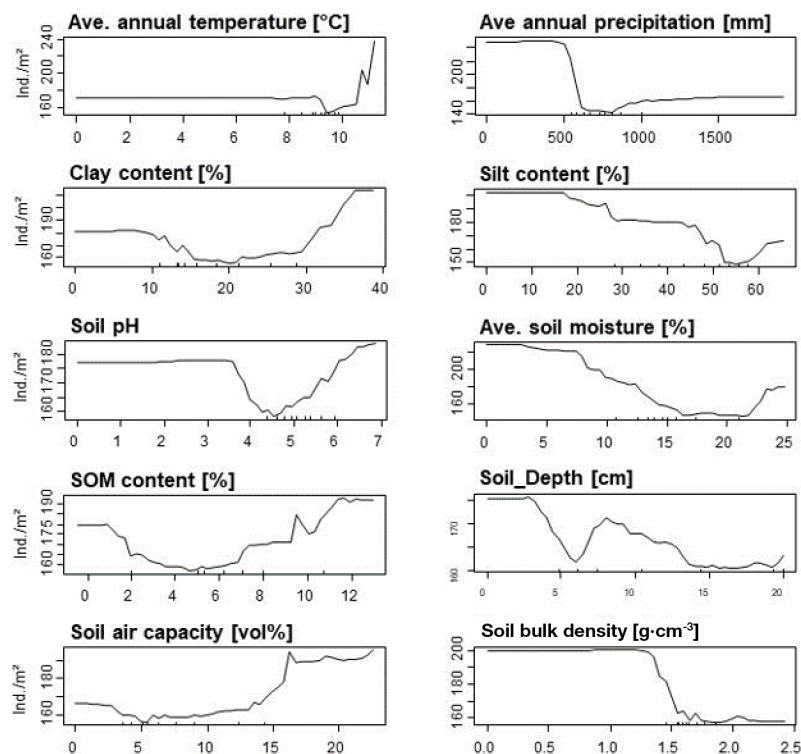 Ave. annual temperature [°C]
Ave annual precipitation [mm]
Ind./m²
160 200 240
0 2 4 6 8 10
140 200
0 500 1000 1500
Clay content [%]
Silt content [%]
Ind./m²
160 190
0 10 20 30 40
150 180
0 10 20 30 40 50 60
Soil pH
Ave. soil moisture [%]
Ind./m²
160 170 180
0 1 2 3 4 5 6 7
160 200
0 5 10 15 20 25
SOM content [%]
Soil_Depth [cm]
Ind./m²
160 175 190
0 2 4 6 8 10 12
160 170
0 5 10 15 20
Soil air capacity [vol%]
Soil bulk density [g·cm-³]
Ind./m²
160 180
0 5 10 15 20
160 180 200
0.0 0.5 1.0 1.5 2.0 2.5